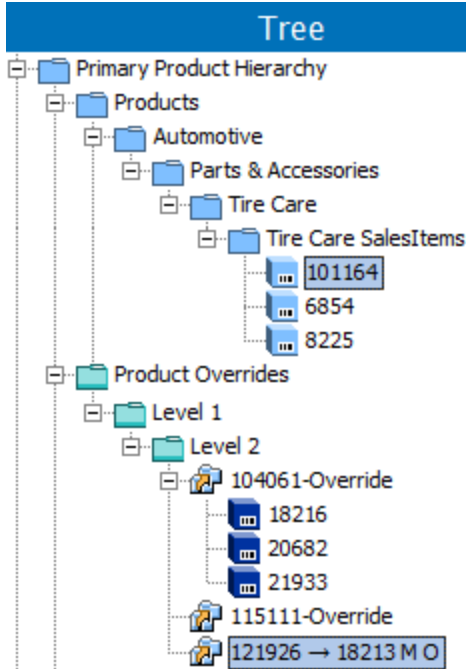 Tree
Primary Product Hierarchy
Products
Automotive
Parts & Accessories
Tire Care
Tire Care SalesItems
101164
6854
8225
Product Overrides
Level 1
Level 2
104061-Override
18216
20682
21933
115111-Override
121926 → 18213 M O